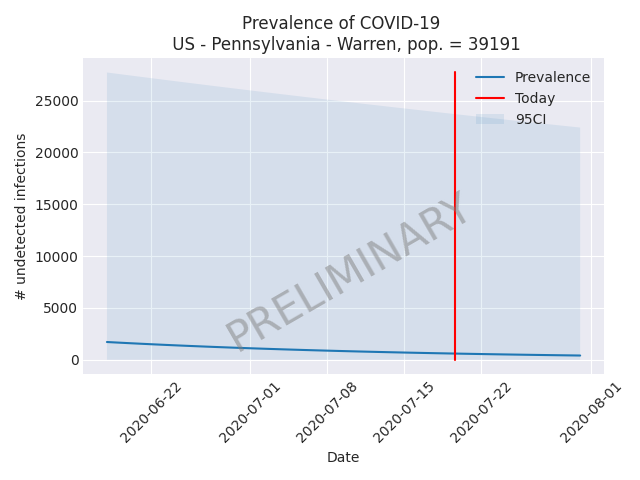 Prevalence of COVID-19
US - Pennsylvania - Warren, pop. = 39191
Prevalence
Today
95CI
25000
20000
15000
10000
5000
0
# undetected infections
PRELIMINARY
2020-06-22
2020-07-01
2020-07-08
2020-07-15
2020-07-22
2020-08-01
Date